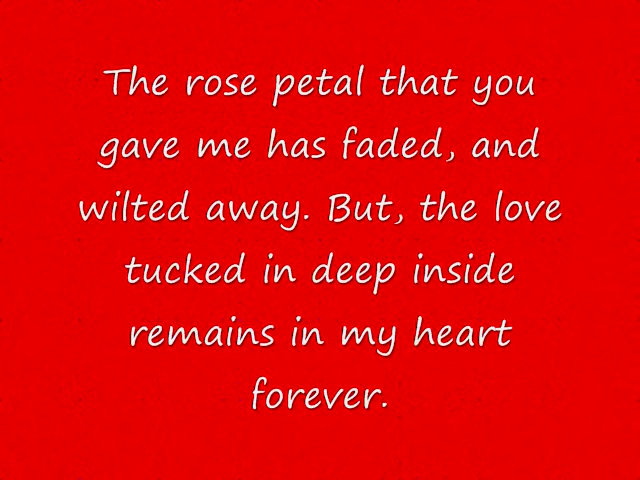 The rose petal that you
gave me has faded, and
wilted away. But, the love
tucked in deep inside
remains in my heart
forever.